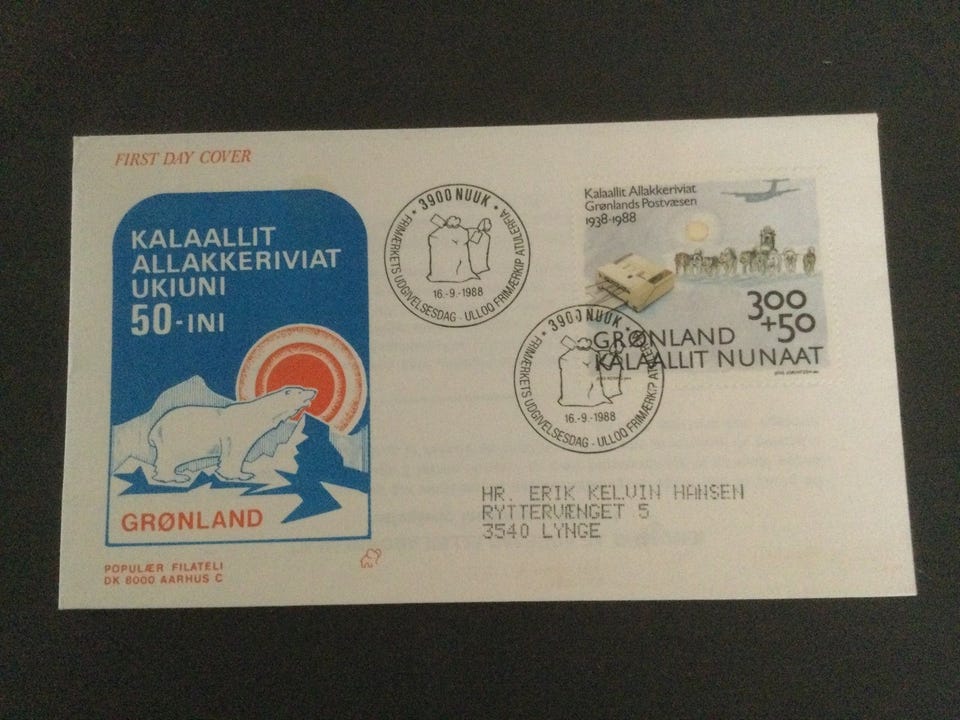 FIRST DAY COVER
KALAALLIT
ALLAKKERIVIAT
UKIUNI
50-INI
GRØNLAND
POPULÆR FILATELI
DK 8000 AARHUS C
• 3900 NUUK •
FRIMÆRKETS UDGIVELSESDAG - ULLOQ FRIMÆRKIP ATULERFIA
16.-9.-1988
Kalaallit Allakkeriviat
Grønlands Postvæsen
1938-1988
300
+50
GRØNLAND
KALAALLIT NUNAAT
• 3900 NUUK •
FRIMÆRKETS UDGIVELSESDAG - ULLOQ FRIMÆRKIP ATULERFIA
16.-9.-1988
HR. ERIK KELVIN HANSEN
RYTTERVÆNGET 5
3540 LYNGE